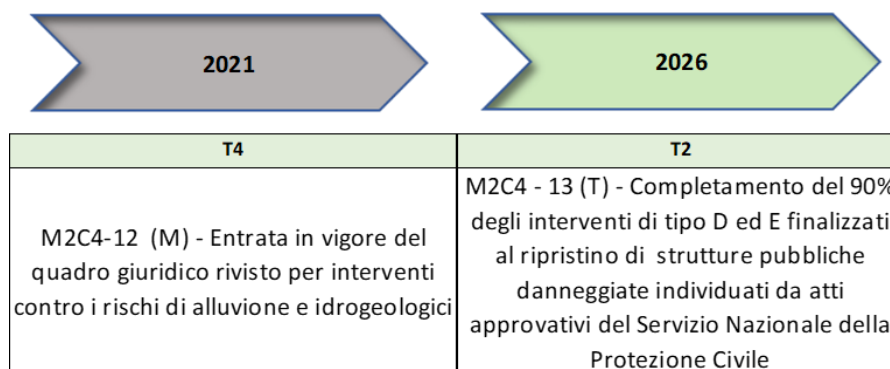 2021
2026
T4
T2
M2C4-12 (M) - Entrata in vigore del
quadro giuridico rivisto per interventi
contro i rischi di alluvione e idrogeologici
M2C4 - 13 (T) - Completamento del 90%
degli interventi di tipo D ed E finalizzati
al ripristino di strutture pubbliche
danneggiate individuati da atti
approvativi del Servizio Nazionale della
Protezione Civile